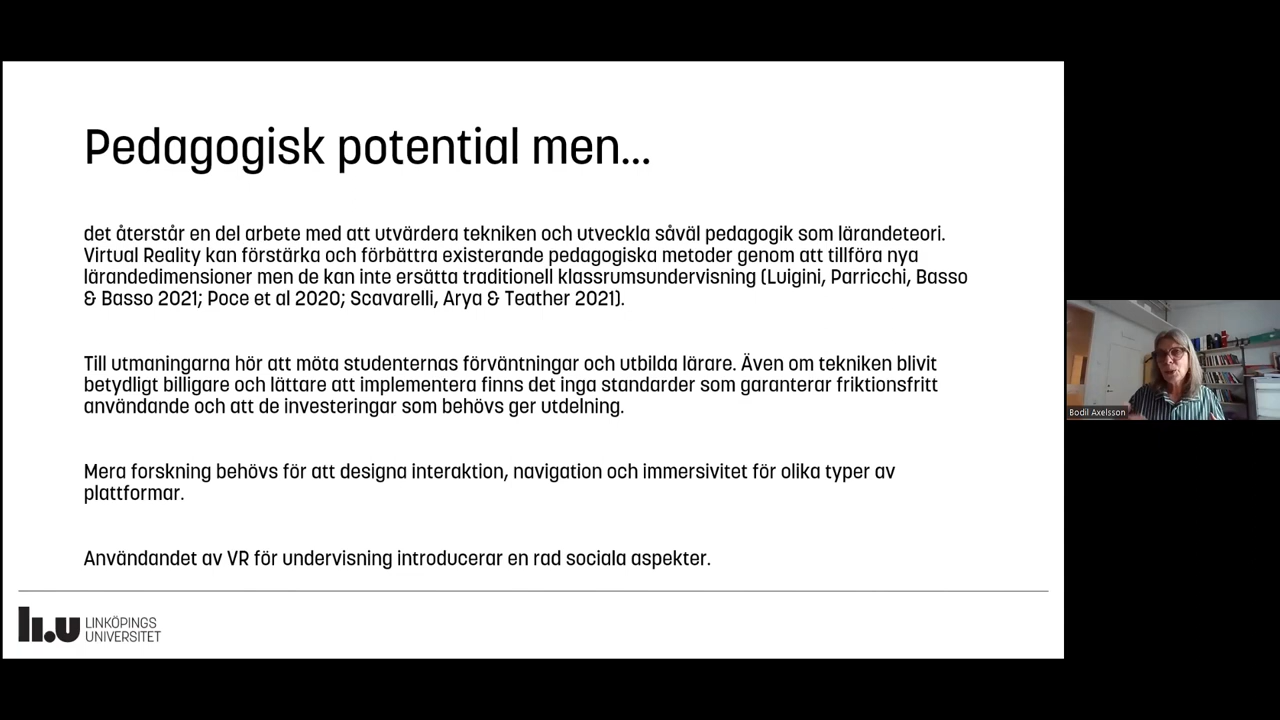 Pedagogisk potential men...
det återstår en del arbete med att utvärdera tekniken och utveckla såväl pedagogik som lärandeteori.
Virtual Reality kan förstärka och förbättra existerande pedagogiska metoder genom att tillföra nya
lärandedimensioner men de kan inte ersätta traditionell klassrumsundervisning (Luigini, Parricchi, Basso
& Basso 2021; Poce et al 2020; Scavarelli, Arya & Teather 2021).
Till utmaningarna hör att möta studenternas förväntningar och utbilda lärare. Även om tekniken blivit
betydligt billigare och lättare att implementera finns det inga standarder som garanterar friktionsfritt
användande och att de investeringar som behövs ger utdelning.
Mera forskning behövs för att designa interaktion, navigation och immersivitet för olika typer av
plattformar.
Användandet av VR för undervisning introducerar en rad sociala aspekter.
li.u LINKÖPINGS
UNIVERSITET
Bodil Axelsson